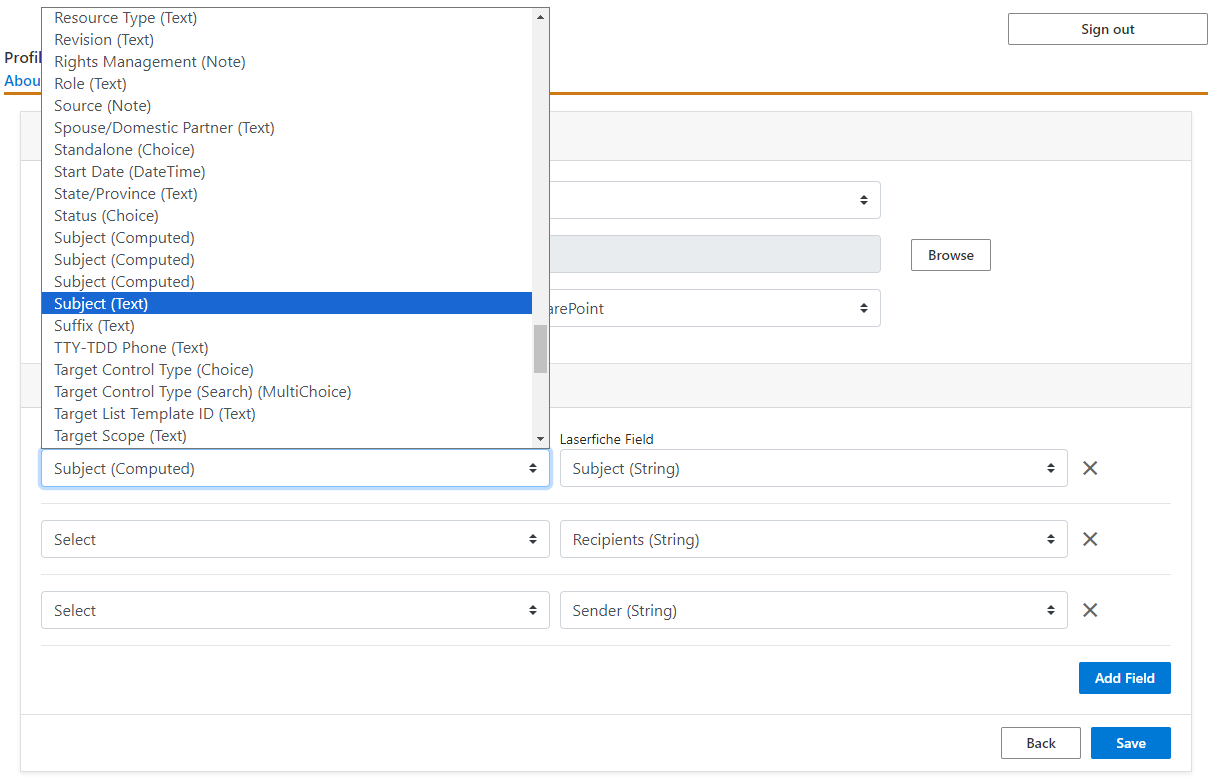 Resource Type (Text)
Revision (Text)
Rights Management (Note)
Role (Text)
Source (Note)
Spouse/Domestic Partner (Text)
Standalone (Choice)
Start Date (DateTime)
State/Province (Text)
Status (Choice)
Subject (Computed)
Subject (Computed)
Subject (Computed)
Subject (Text)
Suffix (Text)
TTY-TDD Phone (Text)
Target Control Type (Choice)
Target Control Type (Search) (MultiChoice)
Target List Template ID (Text)
Target Scope (Text)
Sign out
Profil
Abou
Browse
arePoint
Laserfiche Field
Subject (Computed)
Subject (String)
Select
Recipients (String)
Select
Sender (String)
Add Field
Back
Save